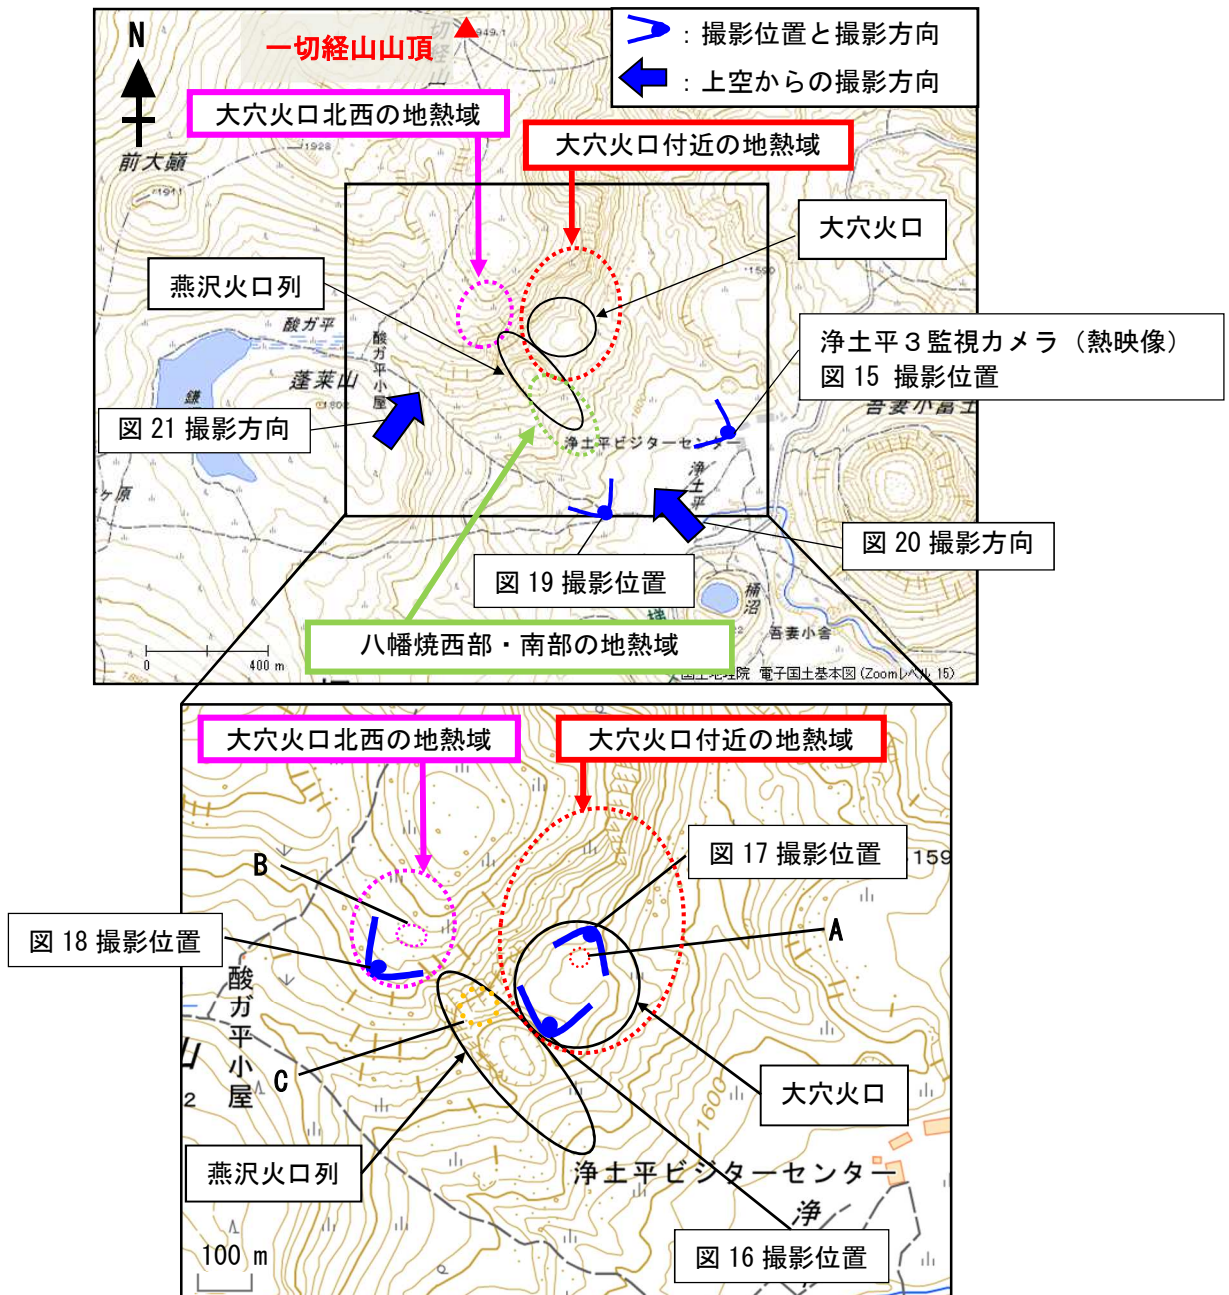 N
一切経山山頂
：撮影位置と撮影方向
：上空からの撮影方向
大穴火口北西の地熱域
大穴火口付近の地熱域
1928
前大巓
1911
大穴火口
1590
燕沢火口列
酸ガ平
酸ガ平小屋
蓬莱山
浄土平３監視カメラ（熱映像）
図 15 撮影位置
吾妻小富士
図 21 撮影方向
浄土平ビジターセンター
浄土平
1600
図 20 撮影方向
図 19 撮影位置
桶沼
吾妻小舎
八幡焼西部・南部の地熱域
0
400 m
国土地理院 電子国土基本図(Zoomレベル 15)
大穴火口北西の地熱域
大穴火口付近の地熱域
図 17 撮影位置
159
B
A
図 18 撮影位置
酸ガ平小屋
山
2
C
1600
大穴火口
燕沢火口列
浄土平ビジターセンター
浄
図 16 撮影位置
100 m